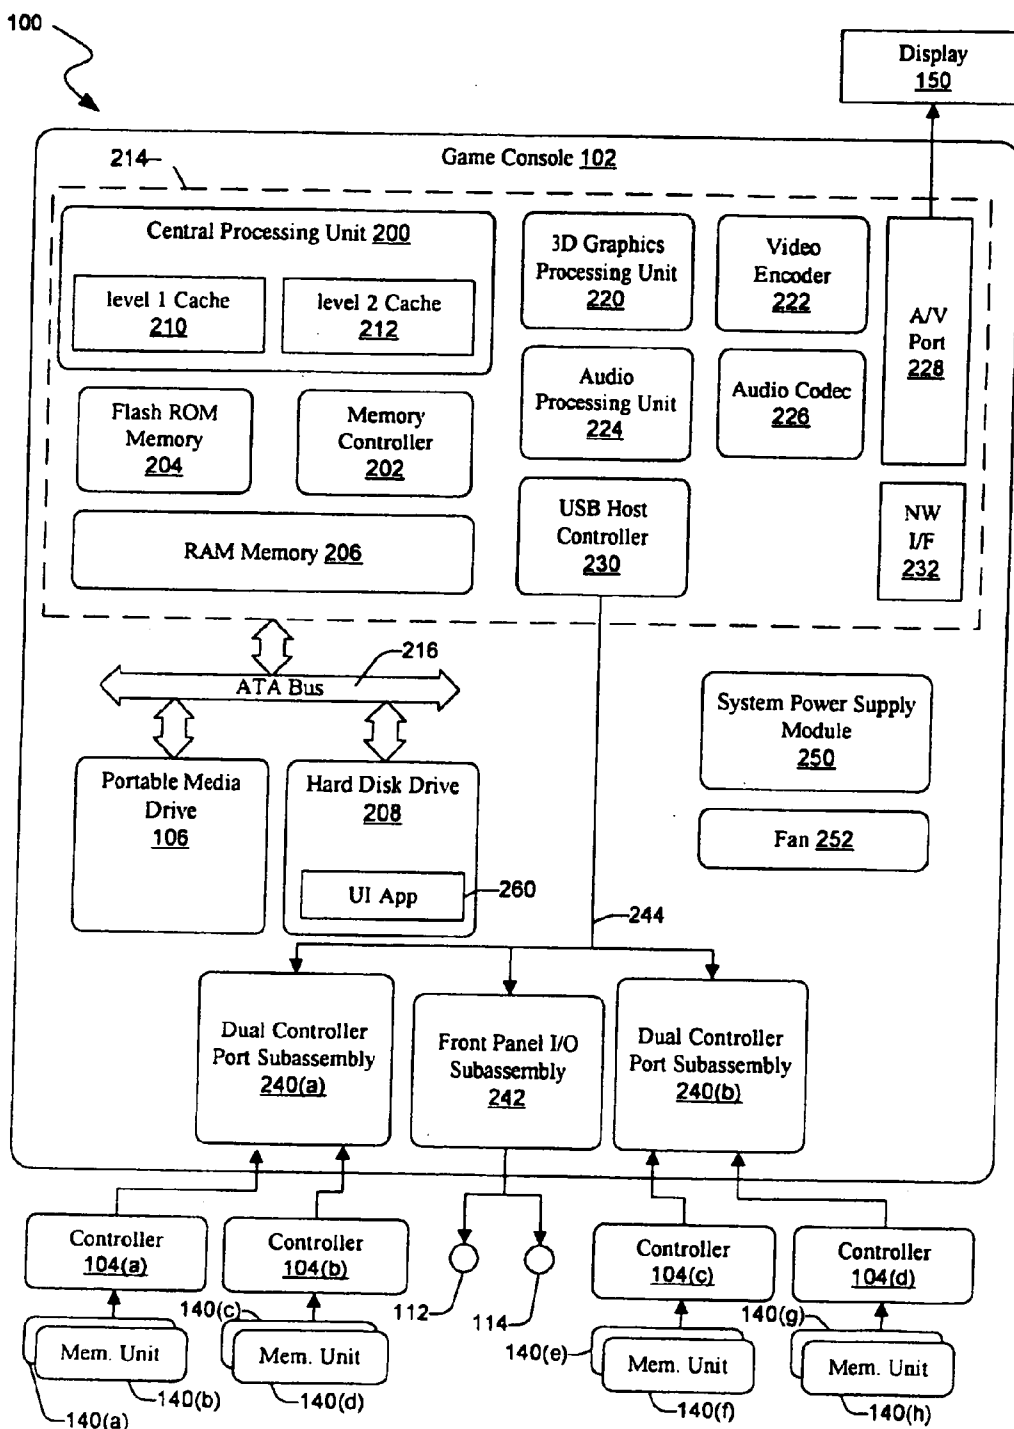 100
Display
150
Game Console 102
214
Central Processing Unit 200
level 1 Cache
210
level 2 Cache
212
3D Graphics
Processing Unit
220
Video
Encoder
222
A/V
Port
228
Flash ROM
Memory
204
Memory
Controller
202
Audio
Processing Unit
224
Audio Codec
226
RAM Memory 206
USB Host
Controller
230
NW
I/F
232
216
ATA Bus
System Power Supply
Module
250
Portable Media
Drive
106
Hard Disk Drive
208
UI App
260
Fan 252
244
Dual Controller
Port Subassembly
240(a)
Front Panel I/O
Subassembly
242
Dual Controller
Port Subassembly
240(b)
Controller
104(a)
Controller
104(b)
112
114
Controller
104(c)
Controller
104(d)
Mem. Unit
140(b)
140(a)
140(c)
Mem. Unit
140(d)
140(e)
Mem. Unit
140(f)
140(g)
Mem. Unit
140(h)